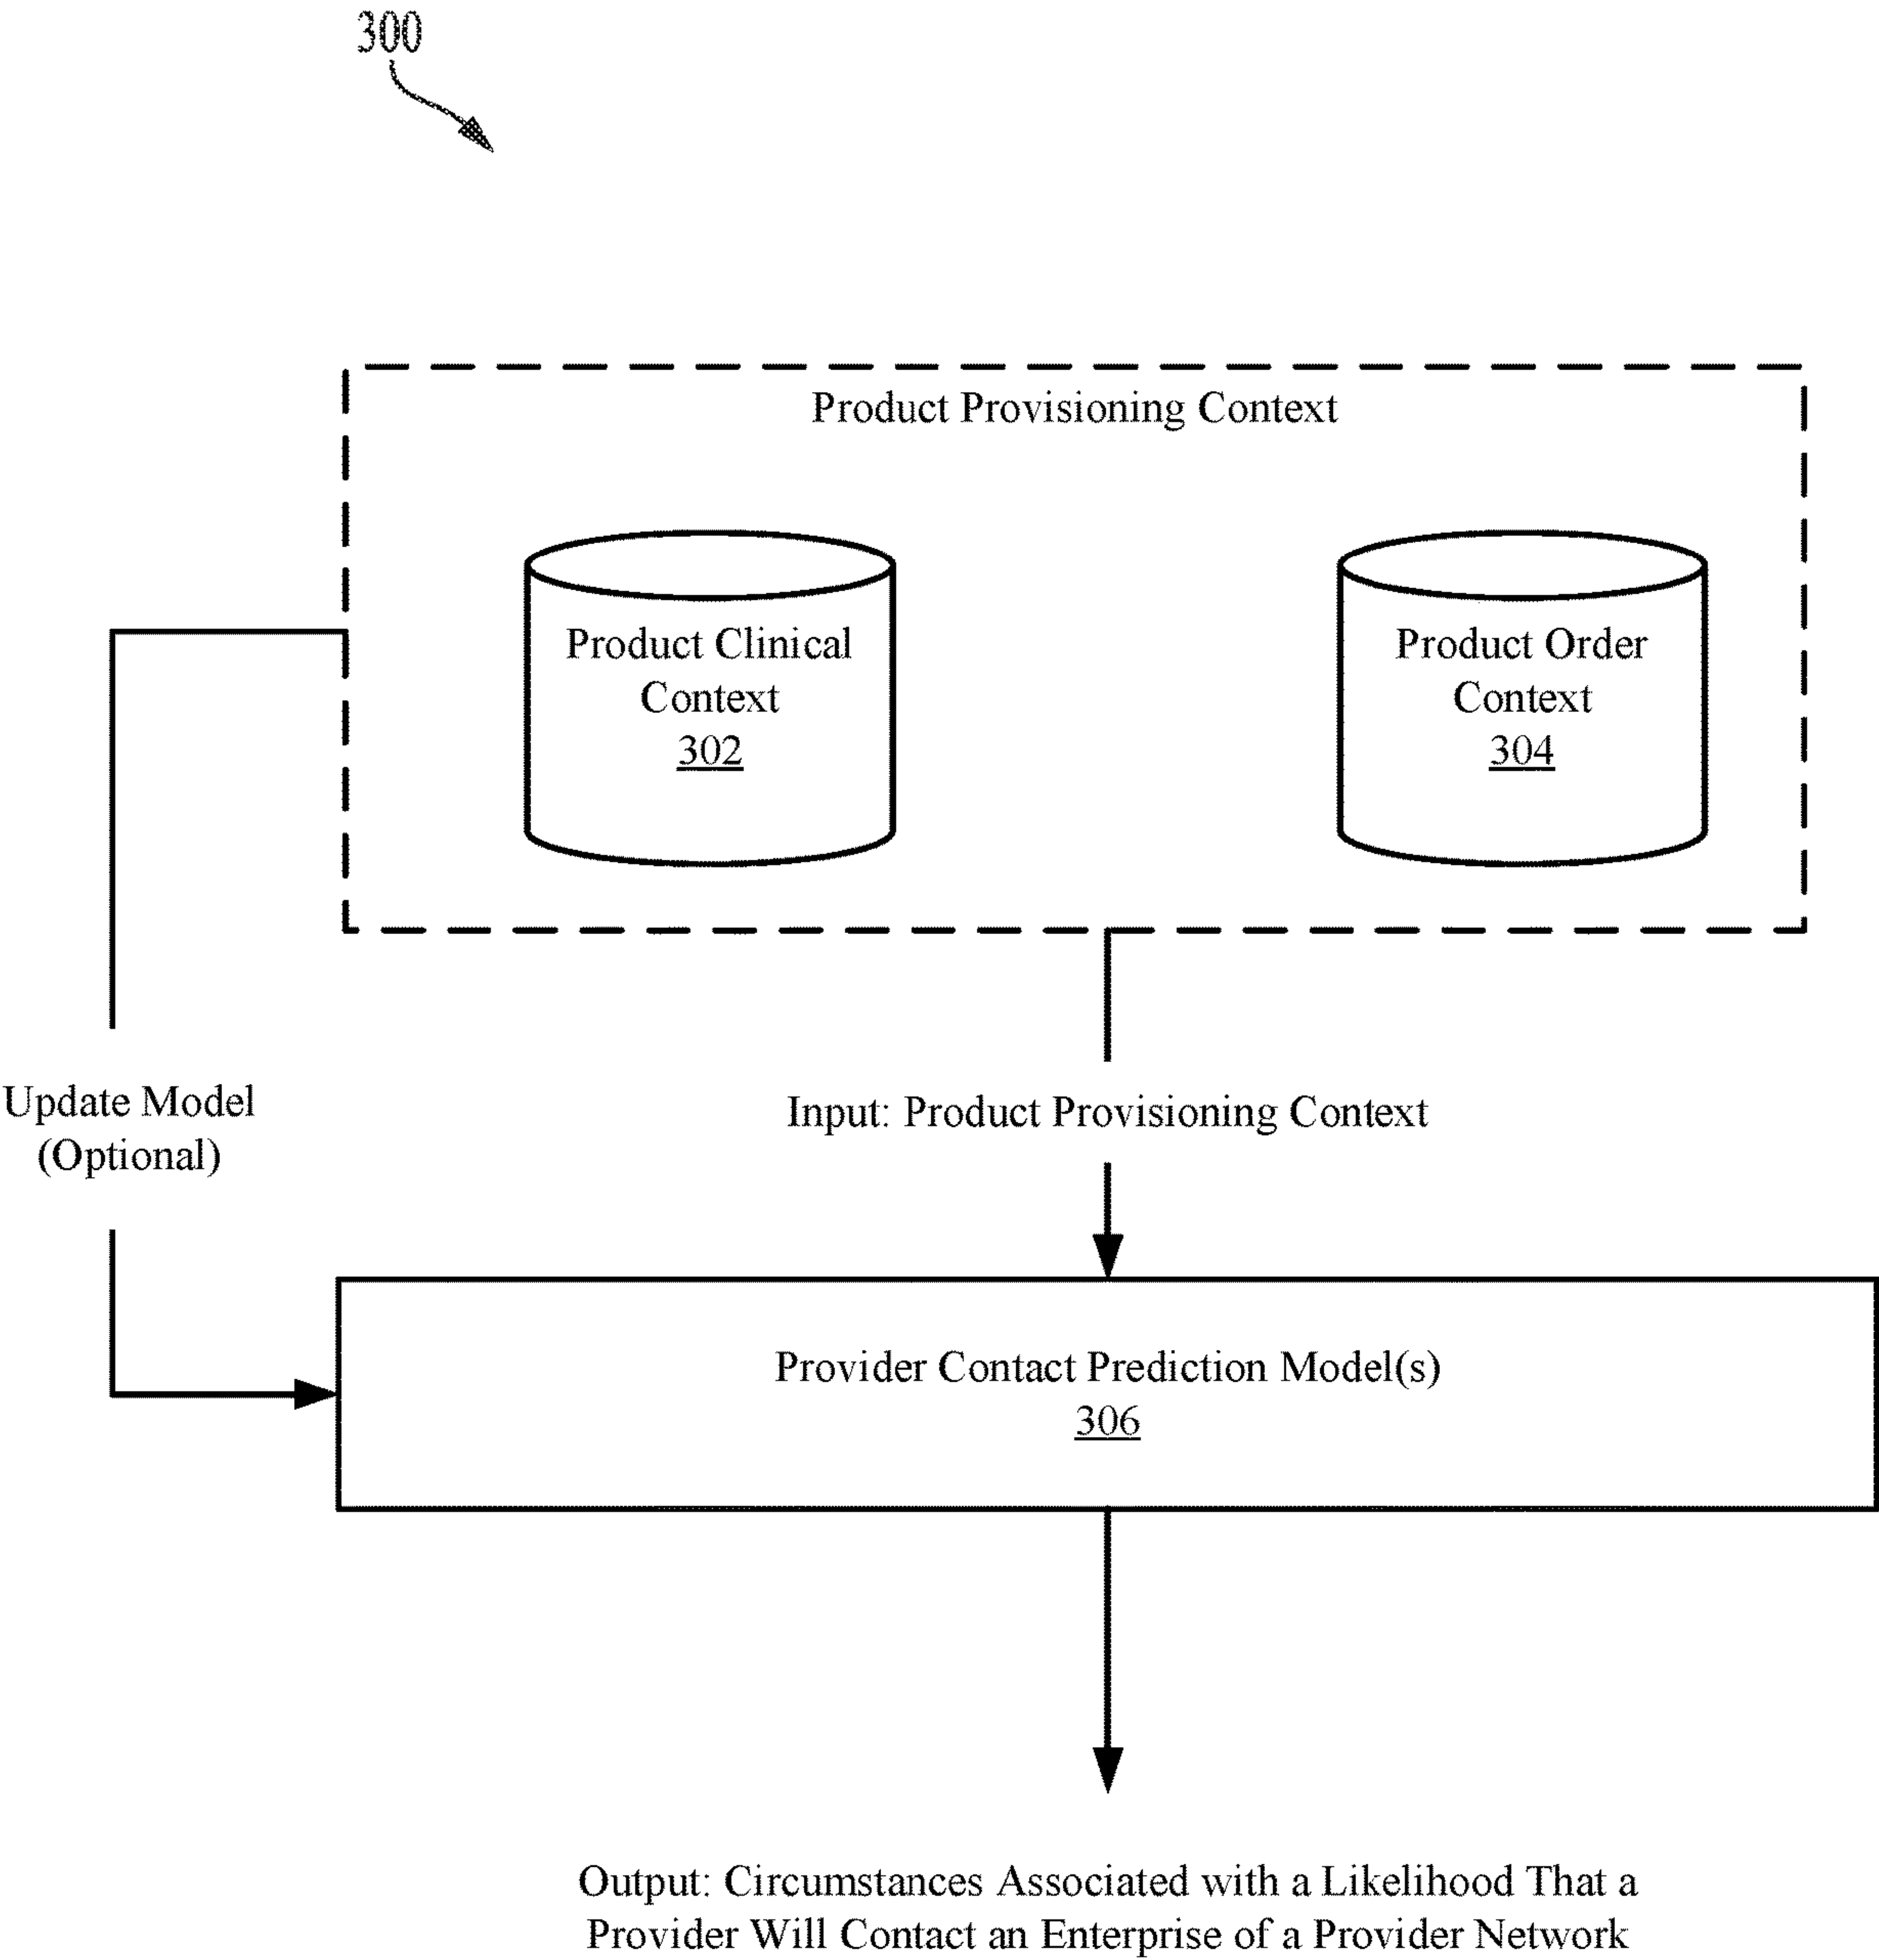 300
Product Provisioning Context
Product Clinical
Context
302
Product Order
Context
304
Update Model
(Optional)
Input: Product Provisioning Context
Provider Contact Prediction Model(s)
306
Output: Circumstances Associated with a Likelihood That a
Provider Will Contact an Enterprise of a Provider Network